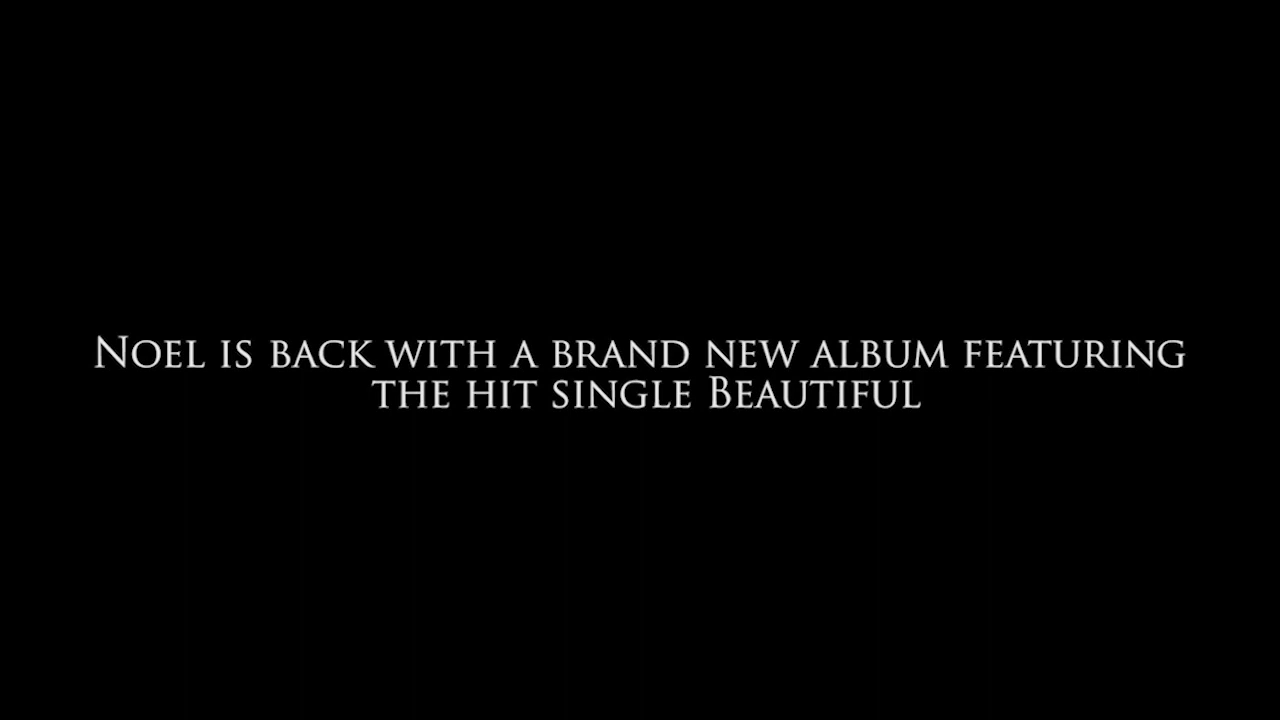 Noel is back with a brand new album featuring
the hit single Beautiful